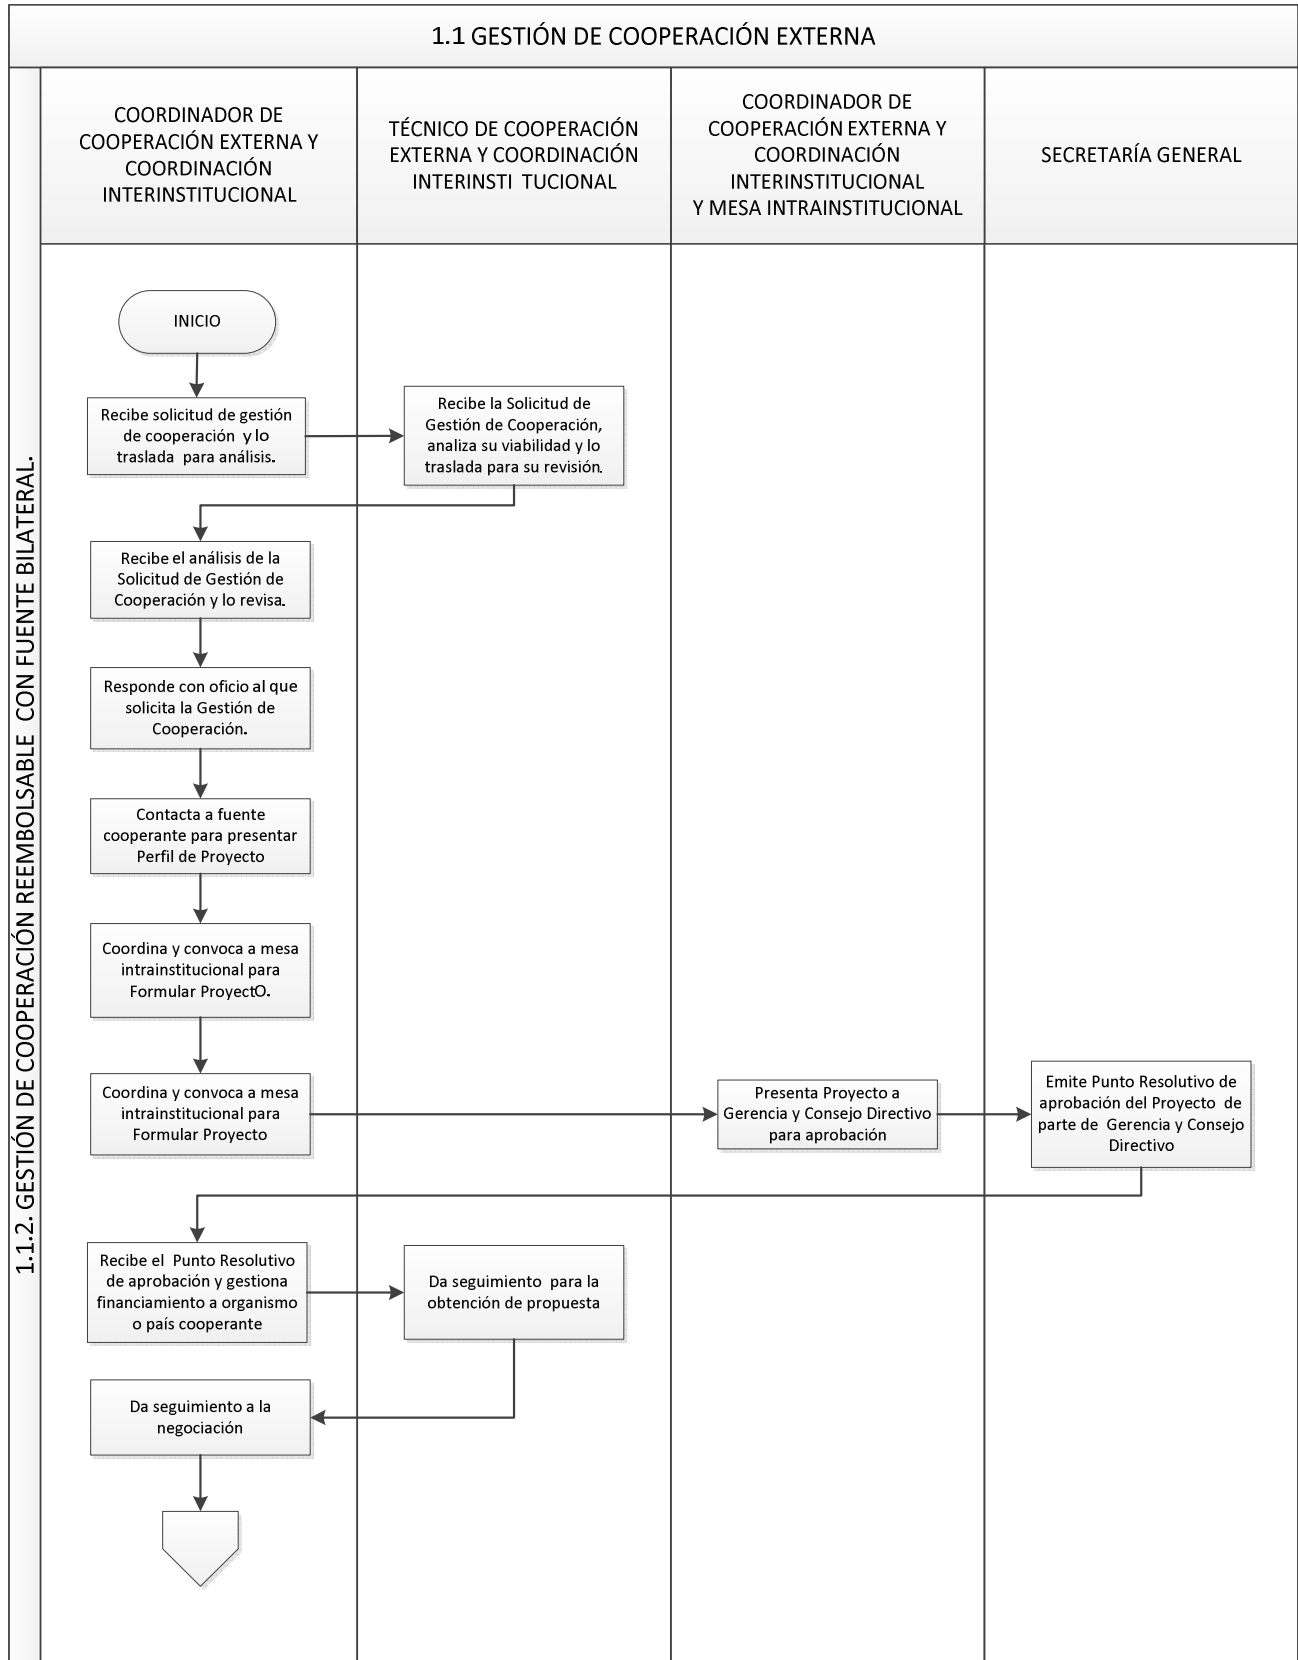 1.1 GESTIÓN DE COOPERACIÓN EXTERNA
1.1.2. GESTIÓN DE COOPERACIÓN REEMBOLSABLE CON FUENTE BILATERAL.
COORDINADOR DE
COOPERACIÓN EXTERNA Y
COORDINACIÓN
INTERINSTITUCIONAL
TÉCNICO DE COOPERACIÓN
EXTERNA Y COORDINACIÓN
INTERINSTI TUCIONAL
COORDINADOR DE
COOPERACIÓN EXTERNA Y
COORDINACIÓN
INTERINSTITUCIONAL
Y MESA INTRAINSTITUCIONAL
SECRETARÍA GENERAL
INICIO
Recibe solicitud de gestión
de cooperación y lo
traslada para análisis.
Recibe la Solicitud de
Gestión de Cooperación,
analiza su viabilidad y lo
traslada para su revisión.
Recibe el análisis de la
Solicitud de Gestión de
Cooperación y lo revisa.
Responde con oficio al que
solicita la Gestión de
Cooperación.
Contacta a fuente
cooperante para presentar
Perfil de Proyecto
Coordina y convoca a mesa
intrainstitucional para
Formular ProyectO.
Coordina y convoca a mesa
intrainstitucional para
Formular Proyecto
Presenta Proyecto a
Gerencia y Consejo Directivo
para aprobación
Emite Punto Resolutivo de
aprobación del Proyecto de
parte de Gerencia y Consejo
Directivo
Recibe el Punto Resolutivo
de aprobación y gestiona
financiamiento a organismo
o país cooperante
Da seguimiento para la
obtención de propuesta
Da seguimiento a la
negociación